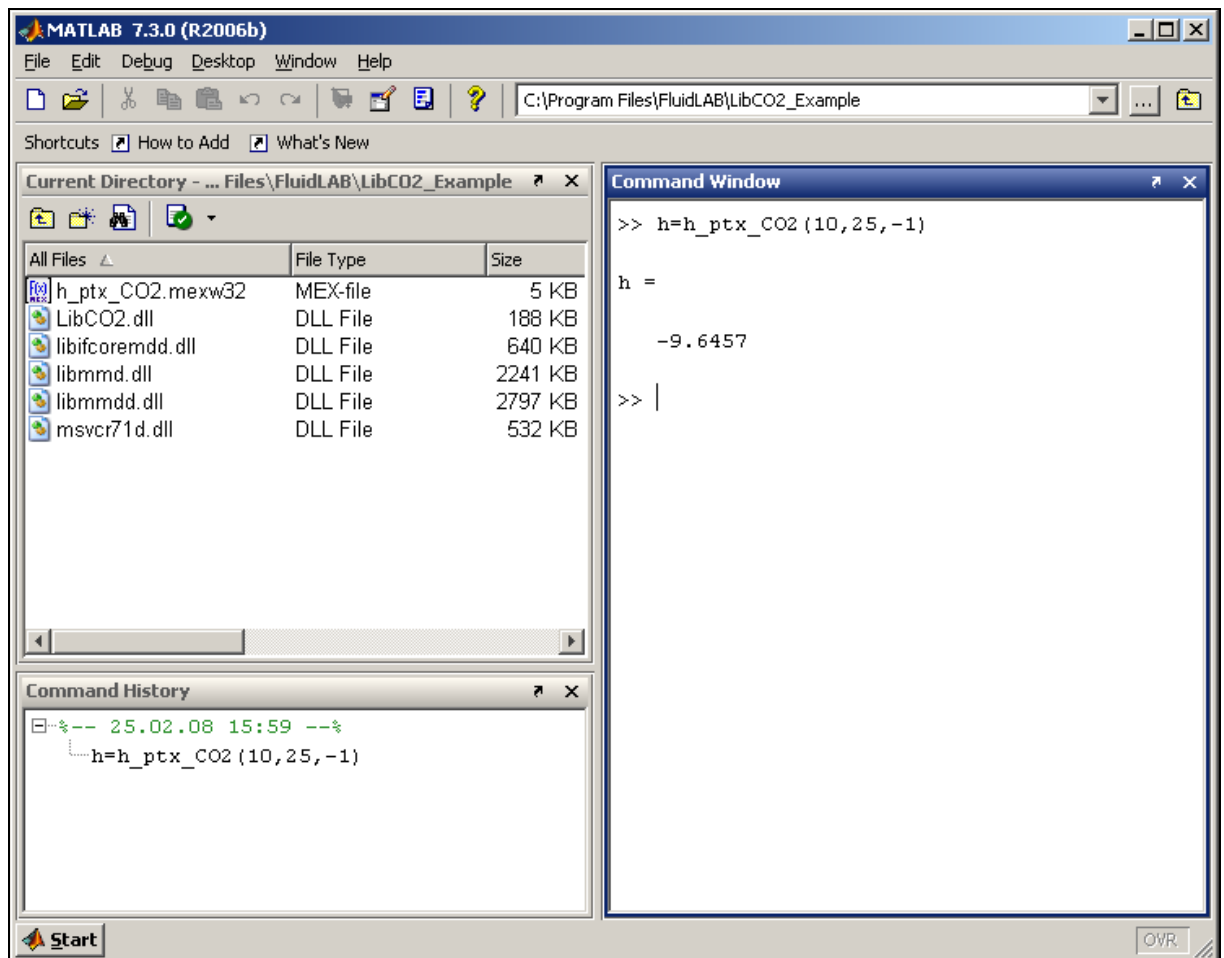 MATLAB 7.3.0 (R2006b)
File Edit Debug Desktop Window Help
C:\Program Files\FluidLAB\LibCO2_Example
...
Shortcuts How to Add What's New
Current Directory - ... Files\FluidLAB\LibCO2_Example
All Files File Type Size
h_ptx_CO2.mexw32 MEX-file 5 KB
LibCO2.dll DLL File 188 KB
libifcoremdd.dll DLL File 640 KB
libmmd.dll DLL File 2241 KB
libmmdd.dll DLL File 2797 KB
msvcr71d.dll DLL File 532 KB
Command History
%-- 25.02.08 15:59 --%
h=h_ptx_CO2(10,25,-1)
Command Window
>> h=h_ptx_CO2(10,25,-1)
h =
-9.6457
>>
Start
OVR